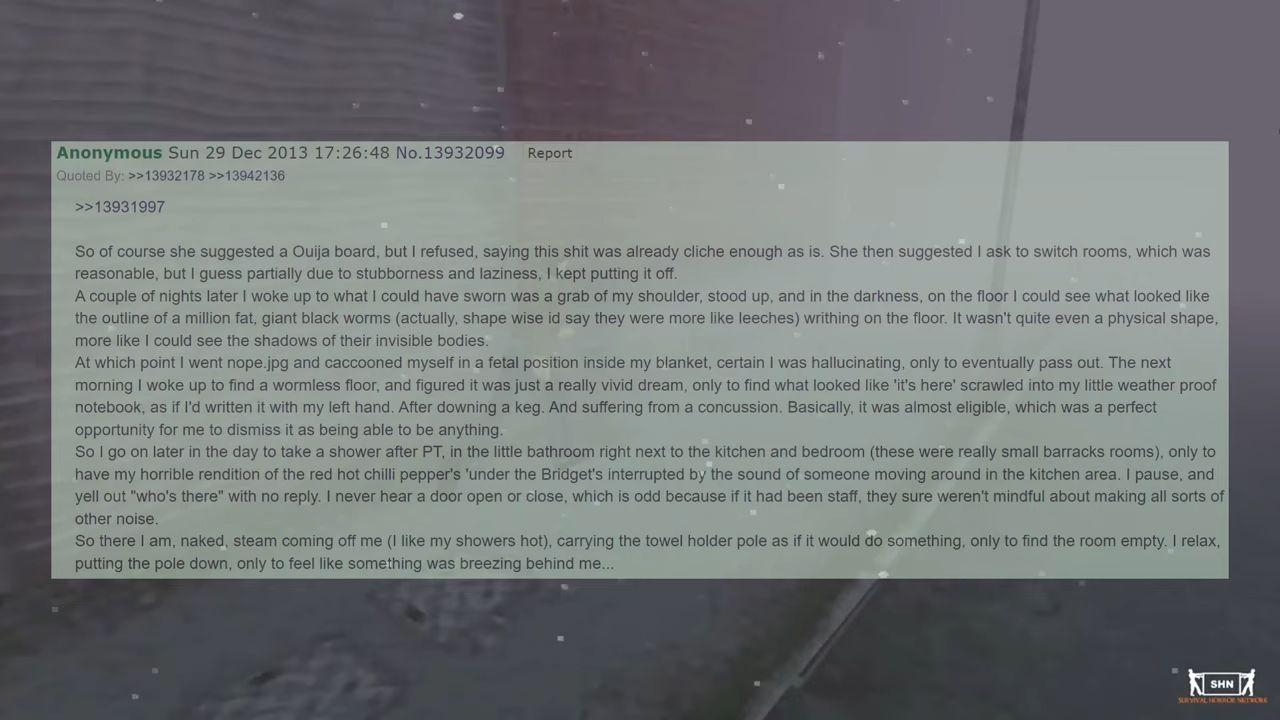 Anonymous Sun 29 Dec 2013 17:26:48 No.13932099 Report
Quoted By: >>13932178 >>13942136
>>13931997
So of course she suggested a Ouija board, but I refused, saying this shit was already cliche enough as is. She then suggested I ask to switch rooms, which was
reasonable, but I guess partially due to stubborness and laziness, I kept putting it off.
A couple of nights later I woke up to what I could have sworn was a grab of my shoulder, stood up, and in the darkness, on the floor I could see what looked like
the outline of a million fat, giant black worms (actually, shape wise id say they were more like leeches) writhing on the floor. It wasn't quite even a physical shape,
more like I could see the shadows of their invisible bodies.
At which point I went nope.jpg and caccooned myself in a fetal position inside my blanket, certain I was hallucinating, only to eventually pass out. The next
morning I woke up to find a wormless floor, and figured it was just a really vivid dream, only to find what looked like 'it's here' scrawled into my little weather proof
notebook, as if I'd written it with my left hand. After downing a keg. And suffering from a concussion. Basically, it was almost eligible, which was a perfect
opportunity for me to dismiss it as being able to be anything.
So I go on later in the day to take a shower after PT, in the little bathroom right next to the kitchen and bedroom (these were really small barracks rooms), only to
have my horrible rendition of the red hot chilli pepper's 'under the Bridget's interrupted by the sound of someone moving around in the kitchen area. I pause, and
yell out "who's there" with no reply. I never hear a door open or close, which is odd because if it had been staff, they sure weren't mindful about making all sorts of
other noise.
So there I am, naked, steam coming off me (I like my showers hot), carrying the towel holder pole as if it would do something, only to find the room empty. I relax,
putting the pole down, only to feel like something was breezing behind me...
SHN
SURVIVAL HORROR NETWORK